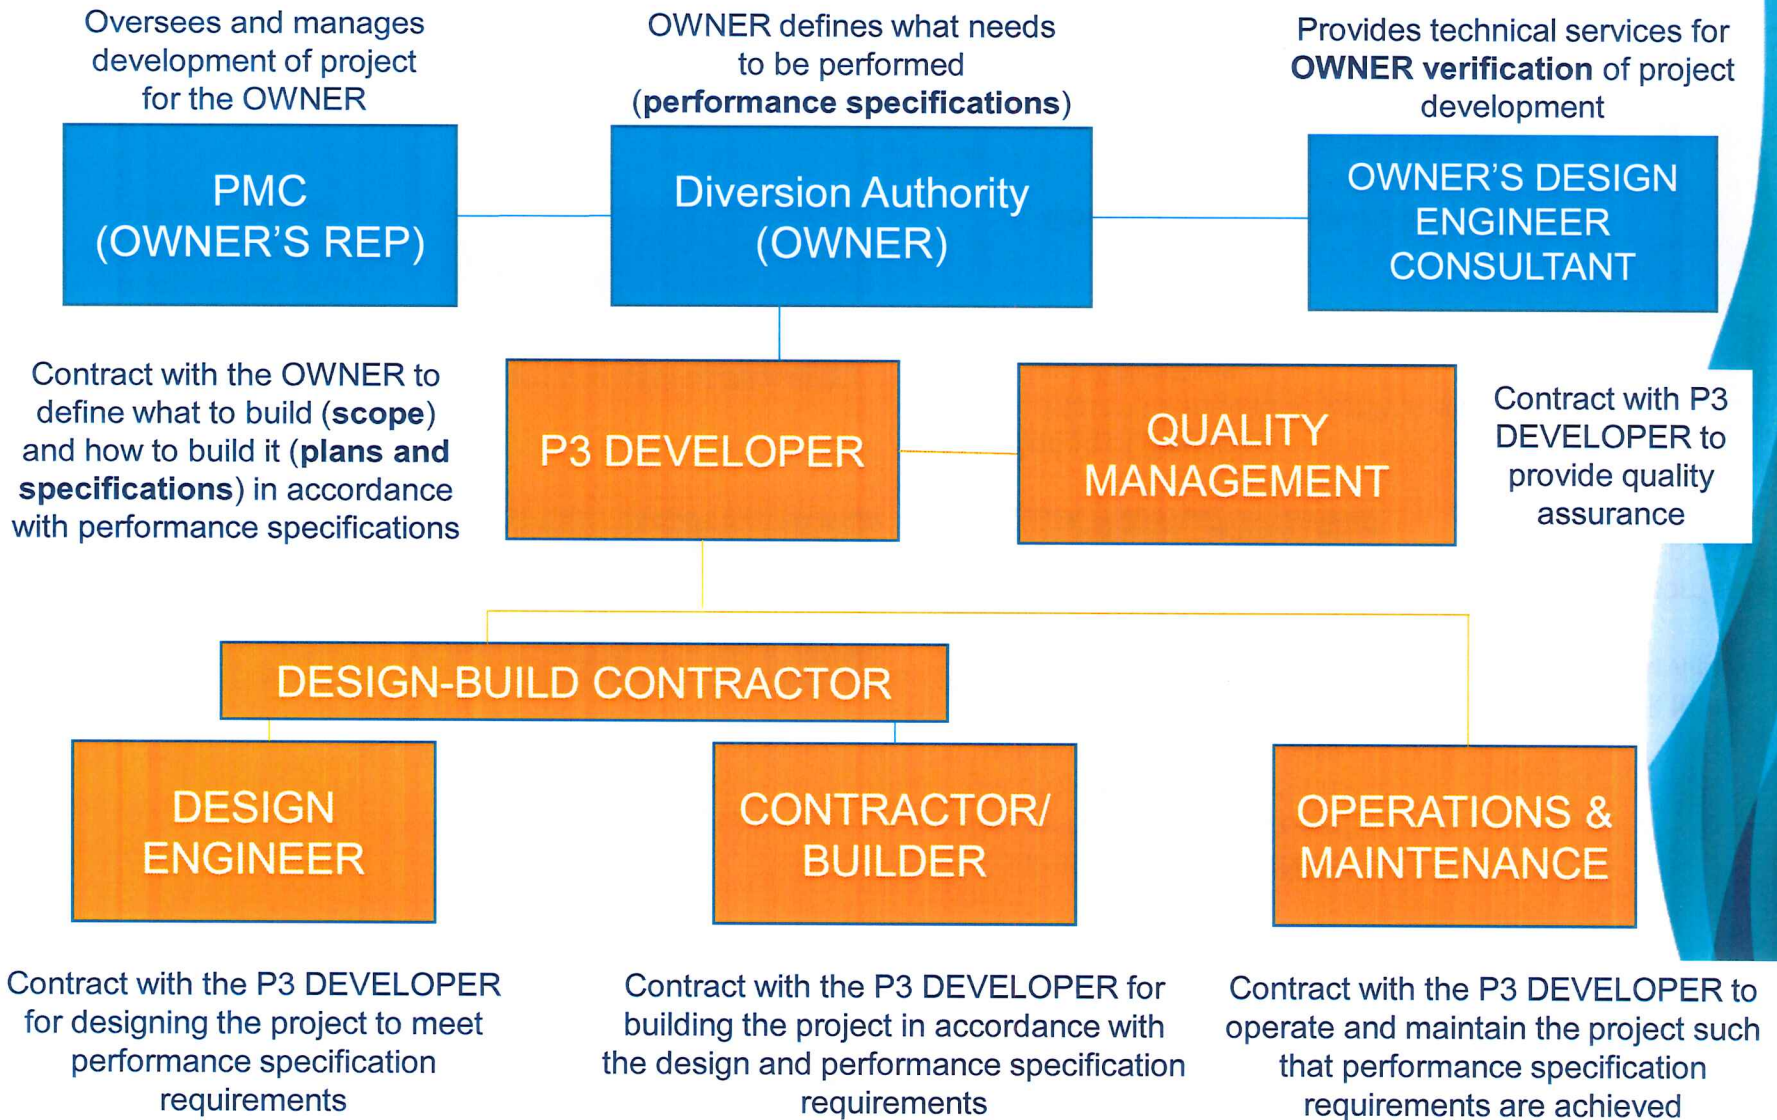 Oversees and manages
development of project
for the OWNER
OWNER defines what needs
to be performed
(performance specifications)
Provides technical services for
OWNER verification of project
development
PMC
(OWNER'S REP)
Diversion Authority
(OWNER)
OWNER'S DESIGN
ENGINEER
CONSULTANT
Contract with the OWNER to
define what to build (scope)
and how to build it (plans and
specifications) in accordance
with performance specifications
P3 DEVELOPER
QUALITY
MANAGEMENT
Contract with P3
DEVELOPER to
provide quality
assurance
DESIGN-BUILD CONTRACTOR
DESIGN
ENGINEER
CONTRACTOR/
BUILDER
OPERATIONS &
MAINTENANCE
Contract with the P3 DEVELOPER
for designing the project to meet
performance specification
requirements
Contract with the P3 DEVELOPER for
building the project in accordance with
the design and performance specification
requirements
Contract with the P3 DEVELOPER to
operate and maintain the project such
that performance specification
requirements are achieved